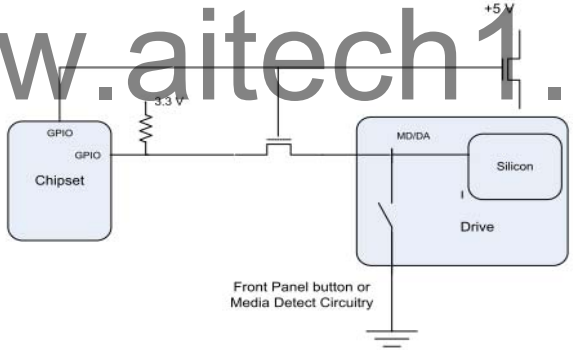 +5 V
w.aitech1.
3.3 V
GPIO
GPIO
Chipset
MD/DA
Silicon
Drive
Front Panel button or
Media Detect Circuitry